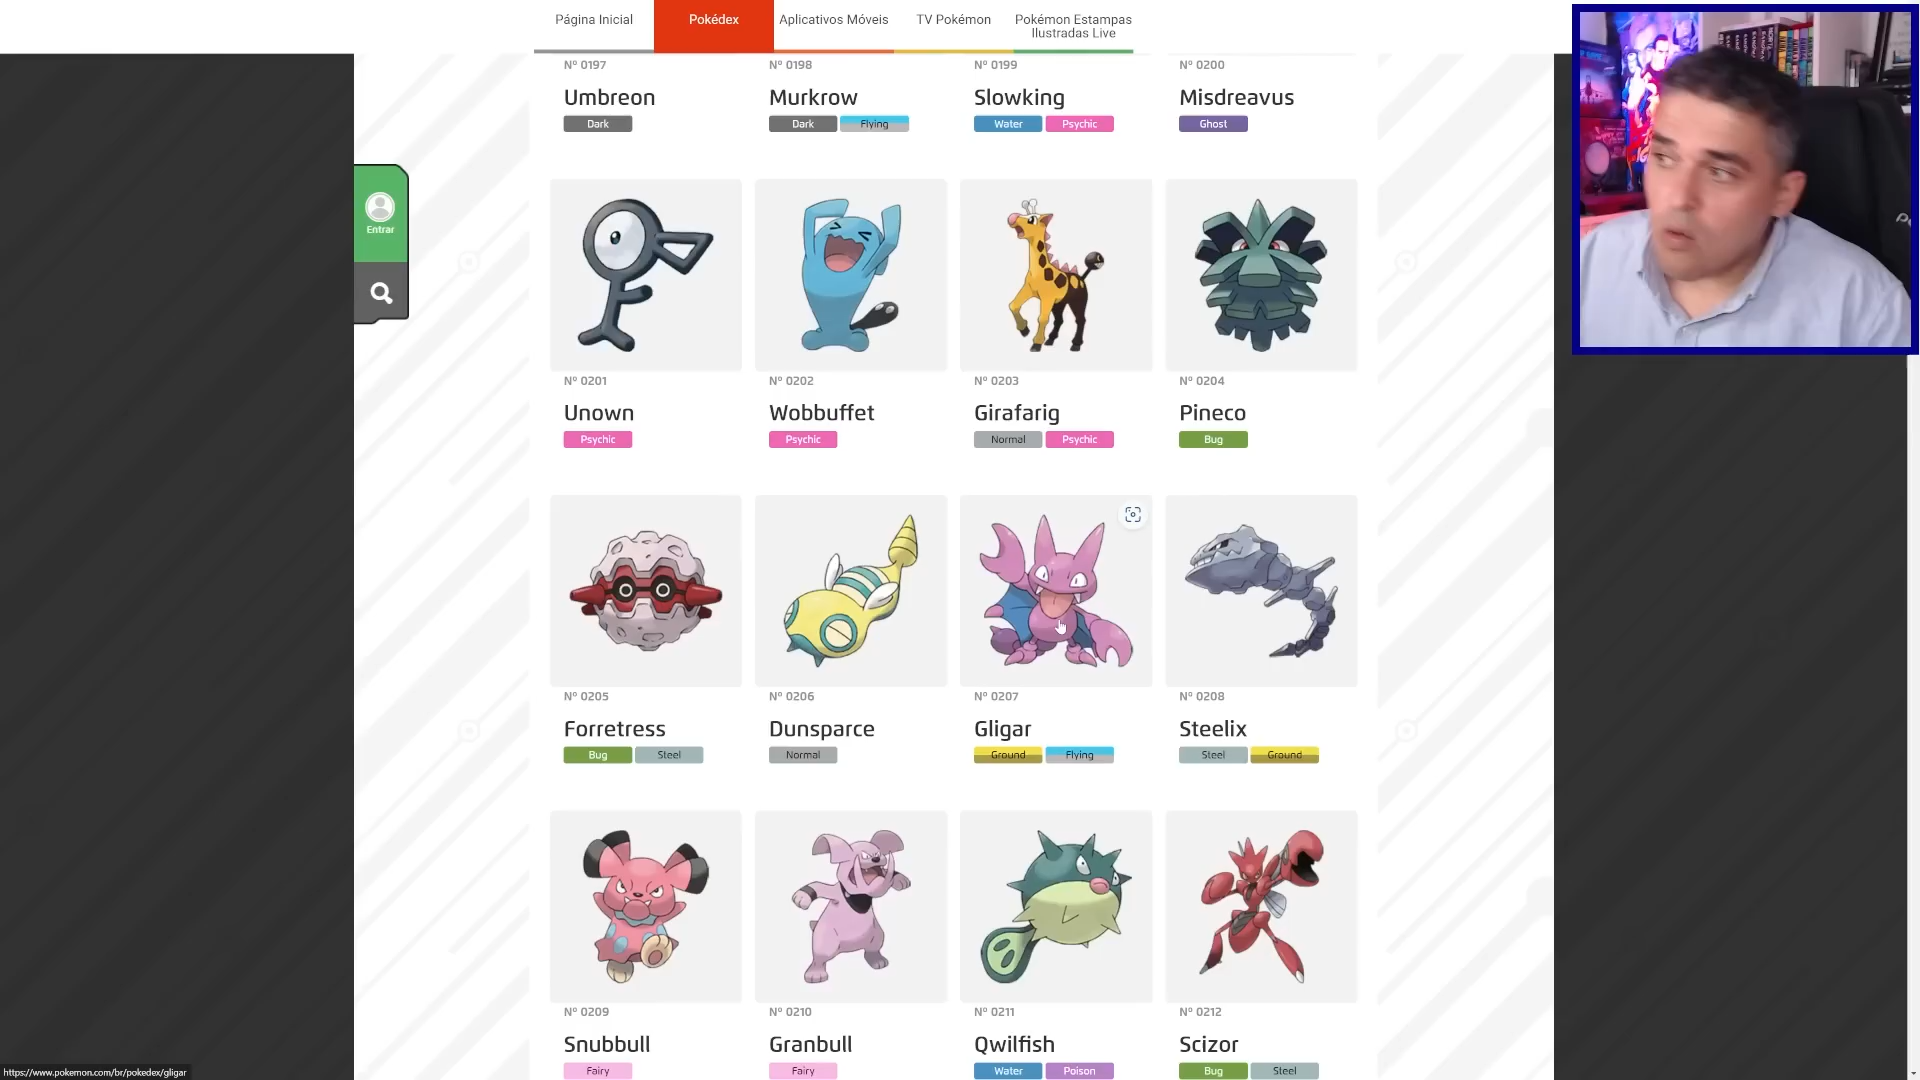 Página Inicial
Pokédex
Aplicativos Móveis
TV Pokémon
Pokémon Estampas
Ilustradas Live
Entrar
Nº 0197
Nº 0198
Nº 0199
Nº 0200
Umbreon
Murkrow
Slowking
Misdreavus
Dark
Dark Flying
Water Psychic
Ghost
Nº 0201
Nº 0202
Nº 0203
Nº 0204
Unown
Wobbuffet
Girafarig
Pineco
Psychic
Psychic
Normal Psychic
Bug
Nº 0205
Nº 0206
Nº 0207
Nº 0208
Forretress
Dunsparce
Gligar
Steelix
Bug Steel
Normal
Ground Flying
Steel Ground
Nº 0209
Nº 0210
Nº 0211
Nº 0212
Snubbull
Granbull
Qwilfish
Scizor
Fairy
Fairy
Water Poison
Bug Steel
https://www.pokemon.com/br/pokedex/gligar